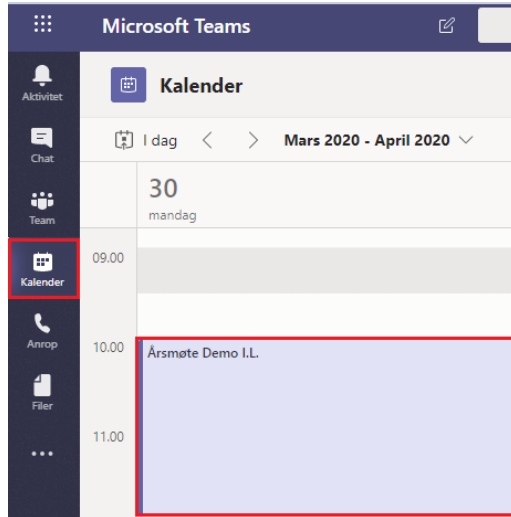 Microsoft Teams
Aktivitet
Chat
Team
Kalender
Anrop
Filer
Kalender
I dag
Mars 2020 - April 2020
30
mandag
09.00
10.00
Årsmøte Demo I.L.
11.00